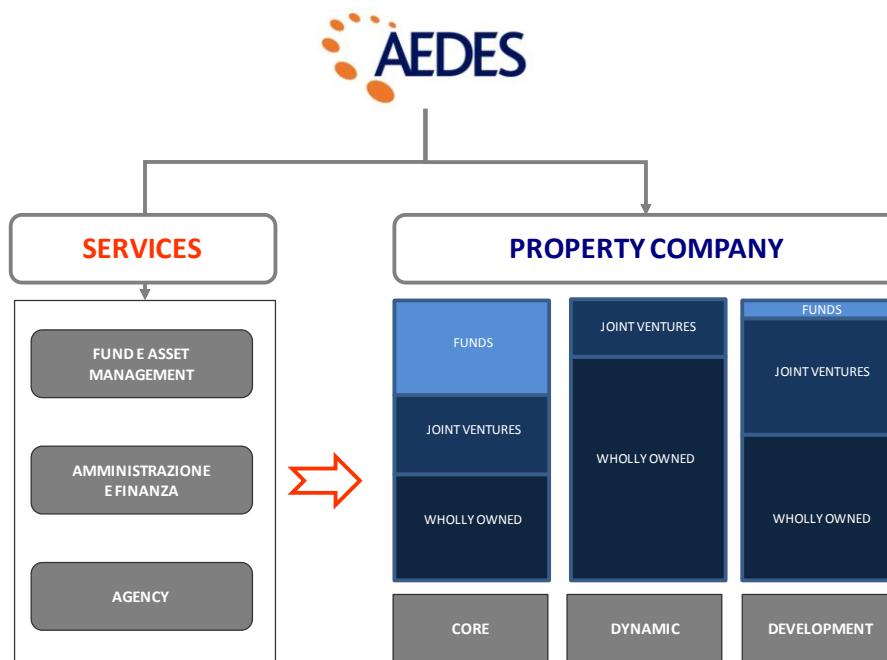 AEDES
SERVICES
PROPERTY COMPANY
FUND E ASSET
MANAGEMENT
AMMINISTRAZIONE
E FINANZA
AGENCY
FUNDS
JOINT VENTURES
WHOLLY OWNED
CORE
JOINT VENTURES
WHOLLY OWNED
DYNAMIC
FUNDS
JOINT VENTURES
WHOLLY OWNED
DEVELOPMENT